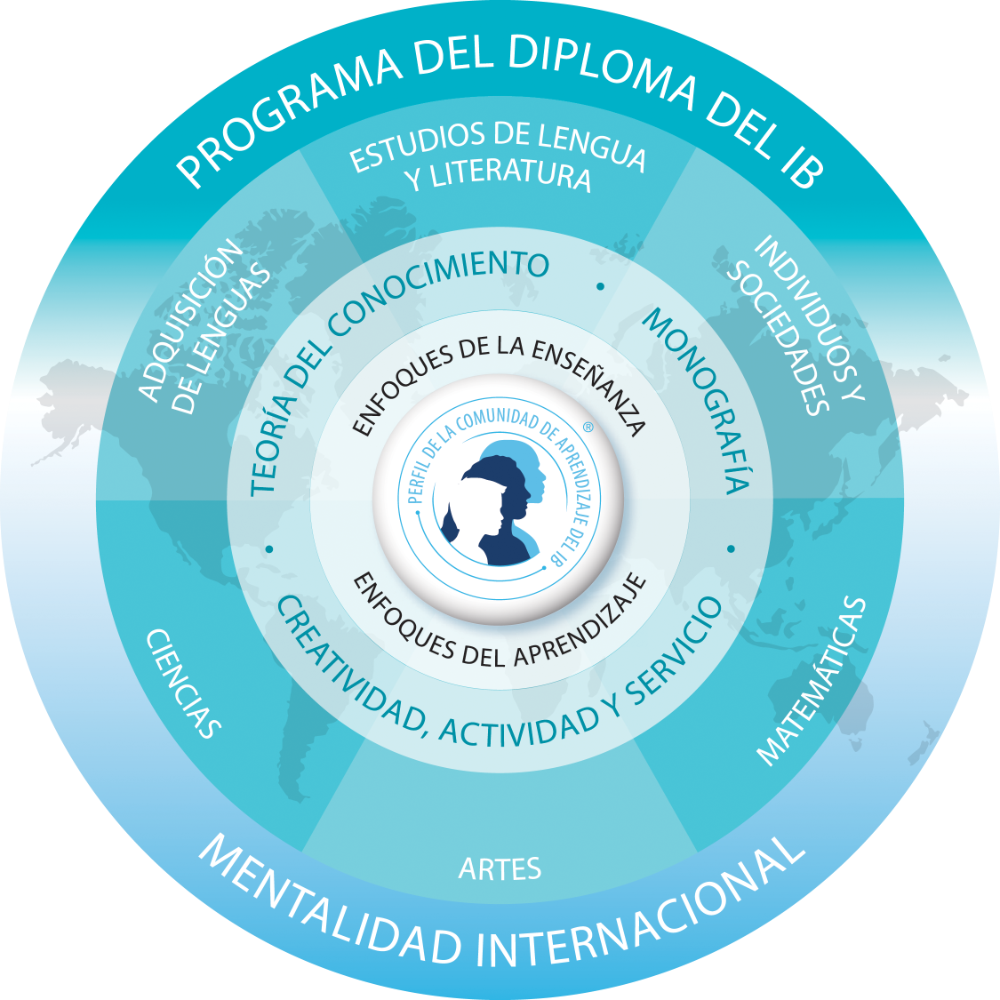 PROGRAMA DEL DIPLOMA DEL IB
ESTUDIOS DE LENGUA
Y LITERATURA
ADQUISICIÓN
DE LENGUAS
INDIVIDUOS Y
SOCIEDADES
TEORÍA DEL CONOCIMIENTO
MONOGRAFÍA
ENFOQUES DE LA ENSEÑANZA
PERFIL DE LA COMUNIDAD DE APRENDIZAJE DEL IB
®
ENFOQUES DEL APRENDIZAJE
CREATIVIDAD, ACTIVIDAD Y SERVICIO
CIENCIAS
MATEMÁTICAS
ARTES
MENTALIDAD INTERNACIONAL